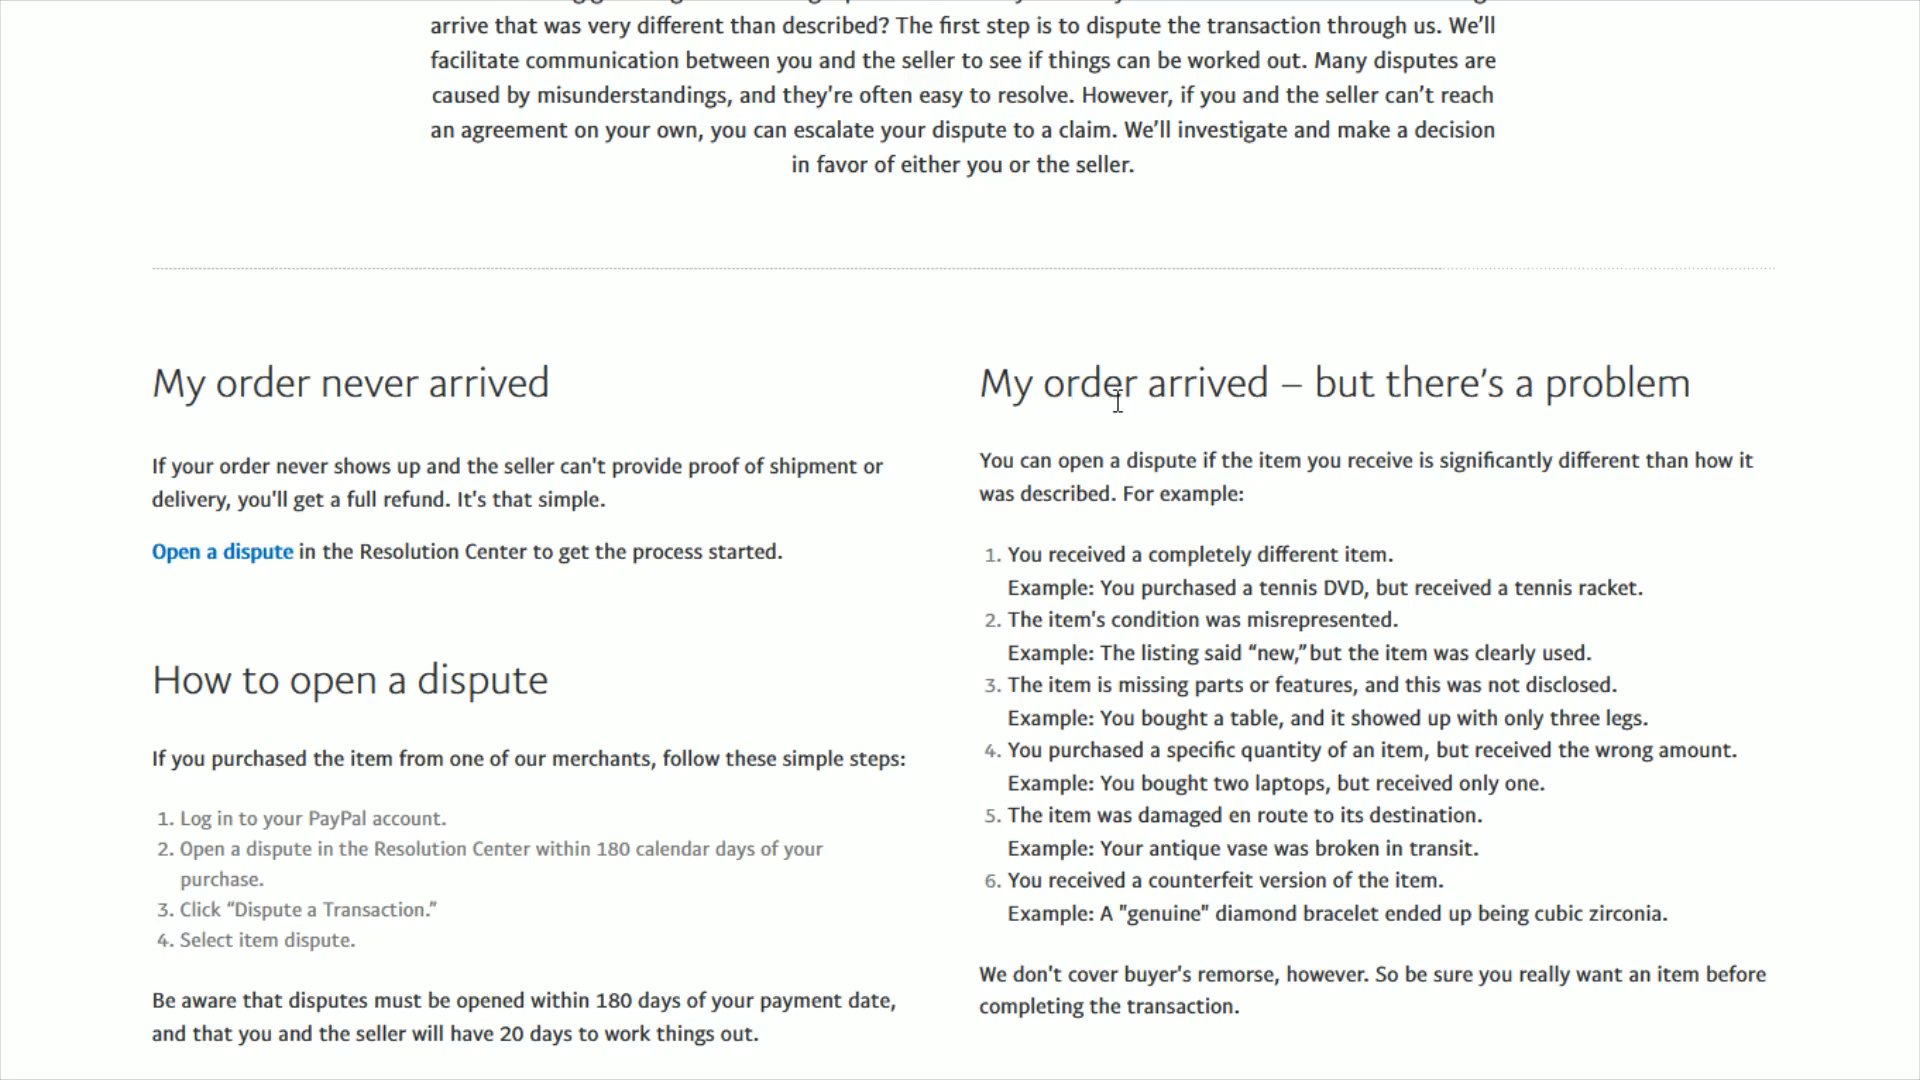 arrive that was very different than described? The first step is to dispute the transaction through us. We’ll
facilitate communication between you and the seller to see if things can be worked out. Many disputes are
caused by misunderstandings, and they're often easy to resolve. However, if you and the seller can’t reach
an agreement on your own, you can escalate your dispute to a claim. We’ll investigate and make a decision
in favor of either you or the seller.
My order never arrived
If your order never shows up and the seller can't provide proof of shipment or
delivery, you'll get a full refund. It's that simple.
Open a dispute in the Resolution Center to get the process started.
How to open a dispute
If you purchased the item from one of our merchants, follow these simple steps:
1. Log in to your PayPal account.
2. Open a dispute in the Resolution Center within 180 calendar days of your
purchase.
3. Click “Dispute a Transaction.”
4. Select item dispute.
Be aware that disputes must be opened within 180 days of your payment date,
and that you and the seller will have 20 days to work things out.
My order arrived – but there’s a problem
You can open a dispute if the item you receive is significantly different than how it
was described. For example:
1. You received a completely different item.
Example: You purchased a tennis DVD, but received a tennis racket.
2. The item's condition was misrepresented.
Example: The listing said “new,” but the item was clearly used.
3. The item is missing parts or features, and this was not disclosed.
Example: You bought a table, and it showed up with only three legs.
4. You purchased a specific quantity of an item, but received the wrong amount.
Example: You bought two laptops, but received only one.
5. The item was damaged en route to its destination.
Example: Your antique vase was broken in transit.
6. You received a counterfeit version of the item.
Example: A "genuine" diamond bracelet ended up being cubic zirconia.
We don't cover buyer's remorse, however. So be sure you really want an item before
completing the transaction.